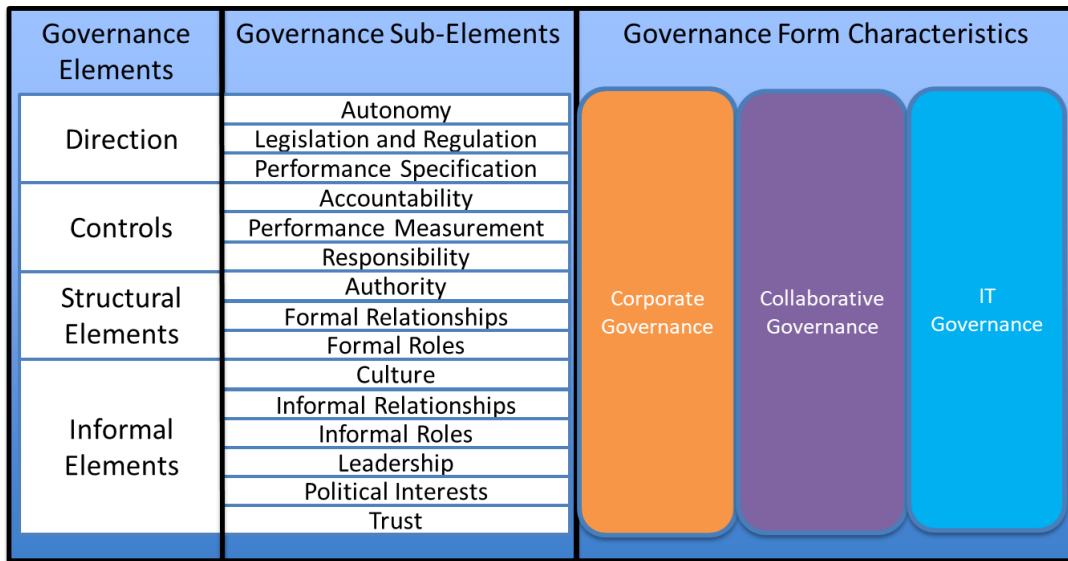 Governance
Elements
Governance Sub-Elements
Governance Form Characteristics
Direction
Autonomy
Legislation and Regulation
Performance Specification
Controls
Accountability
Performance Measurement
Responsibility
Structural
Elements
Authority
Formal Relationships
Formal Roles
Informal
Elements
Culture
Informal Relationships
Informal Roles
Leadership
Political Interests
Trust
Corporate
Governance
Collaborative
Governance
IT
Governance